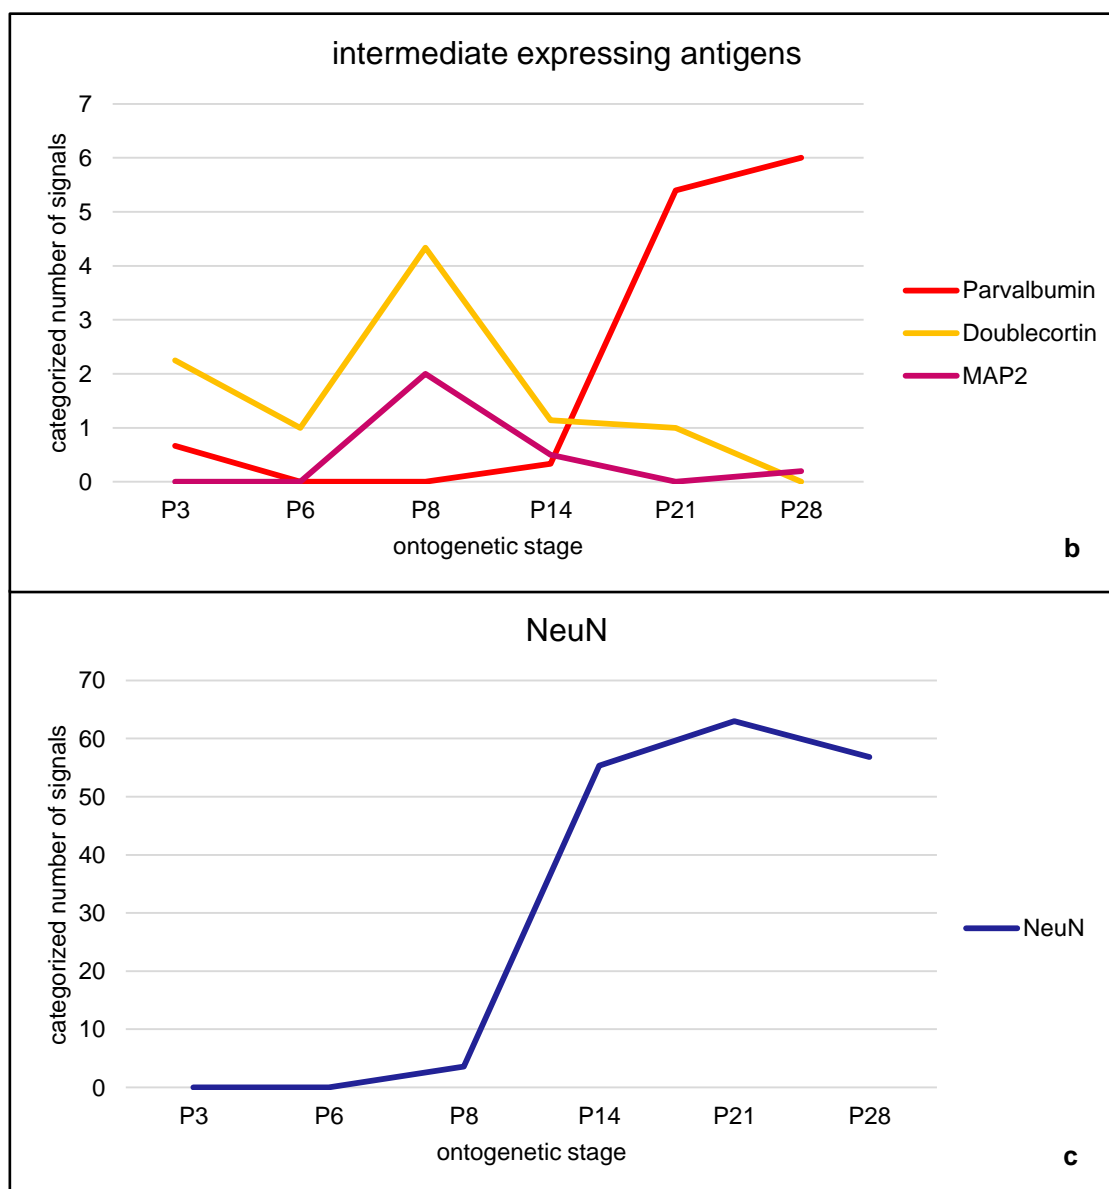 intermediate expressing antigens
categorized number of signals
7
6
5
4
3
2
1
0
P3 P6 P8 P14 P21 P28
ontogenetic stage
Parvalbumin
Doublecortin
MAP2
b
NeuN
categorized number of signals
70
60
50
40
30
20
10
0
P3 P6 P8 P14 P21 P28
ontogenetic stage
NeuN
c